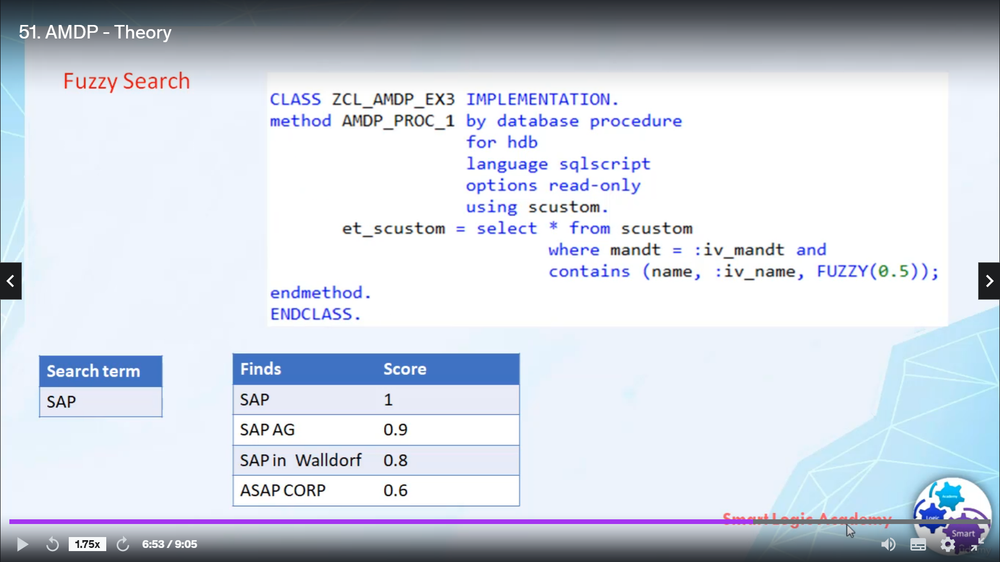 51. AMDP - Theory
Fuzzy Search
CLASS ZCL_AMDP_EX3 IMPLEMENTATION.
method AMDP_PROC_1 by database procedure
for hdb
language sqlscript
options read-only
using scustom.
et_scustom = select * from scustom
where mandt = :iv_mandt and
contains (name, :iv_name, FUZZY(0.5));
endmethod.
ENDCLASS.
Search term
SAP
Finds Score
SAP 1
SAP AG 0.9
SAP in Walldorf 0.8
ASAP CORP 0.6
Smart Logic Academy
Academy
Logic
Smart
1.75x
6:53 / 9:05
udemy